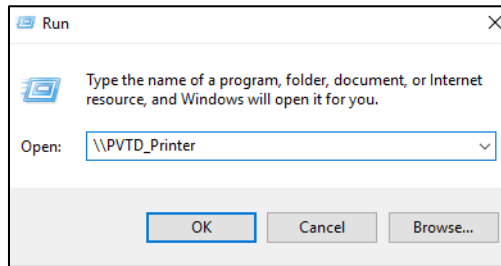 Run
Type the name of a program, folder, document, or Internet
resource, and Windows will open it for you.
Open: \\PVTD_Printer
OK Cancel Browse...